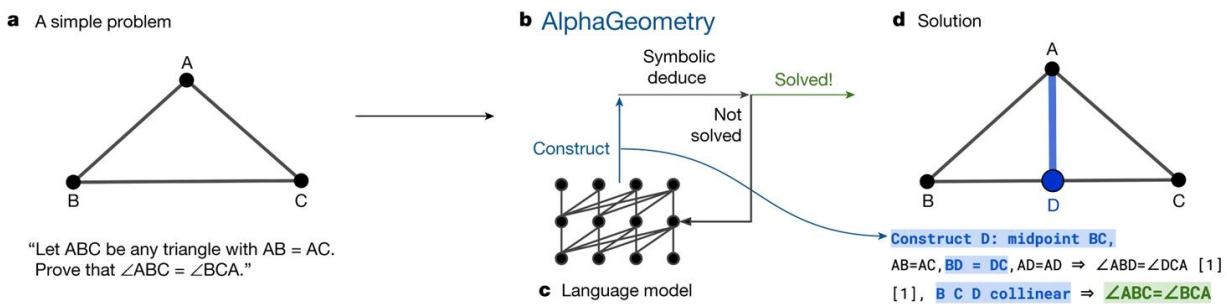 a A simple problem
A
B
C
“Let ABC be any triangle with AB = AC.
Prove that ∠ABC = ∠BCA.”
b AlphaGeometry
Symbolic
deduce
Solved!
Not
solved
Construct
c Language model
d Solution
A
B
D
C
Construct D: midpoint BC,
AB=AC, BD = DC, AD=AD ⇒ ∠ABD=∠DCA [1]
[1], B C D collinear ⇒ ∠ABC=∠BCA